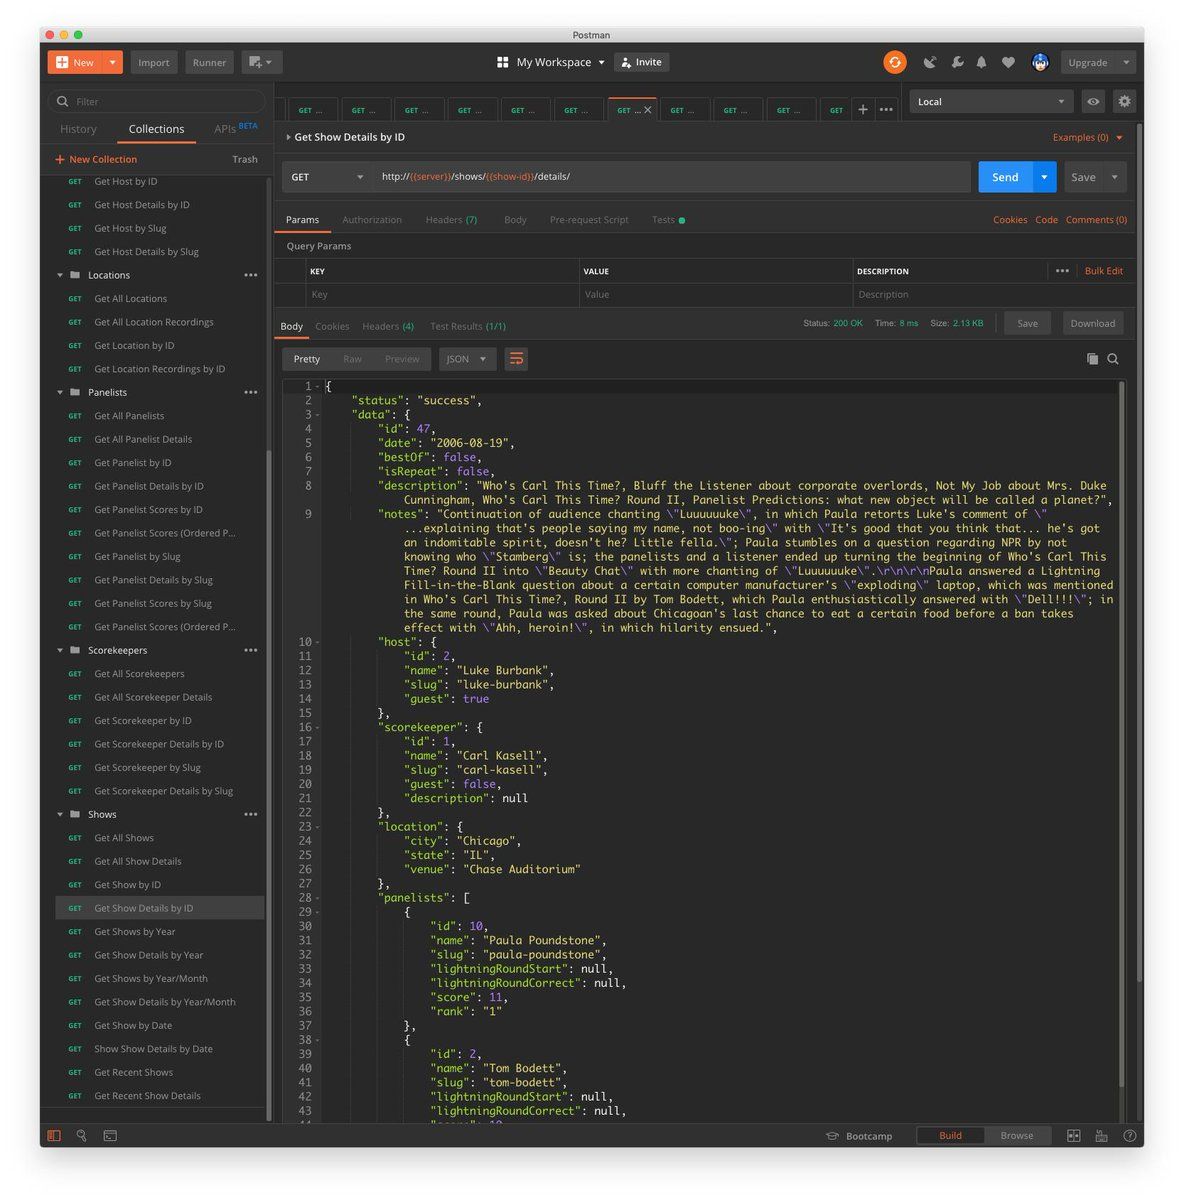 Postman
New
Import
Runner
My Workspace
Invite
Upgrade
Filter
History
Collections
APIs BETA
New Collection
Trash
GET Get Host by ID
GET Get Host Details by ID
GET Get Host by Slug
GET Get Host Details by Slug
Locations
GET Get All Locations
GET Get All Location Recordings
GET Get Location by ID
GET Get Location Recordings by ID
Panelists
GET Get All Panelists
GET Get All Panelist Details
GET Get Panelist by ID
GET Get Panelist Details by ID
GET Get Panelist Scores by ID
GET Get Panelist Scores (Ordered P...
GET Get Panelist by Slug
GET Get Panelist Details by Slug
GET Get Panelist Scores by Slug
GET Get Panelist Scores (Ordered P...
Scorekeepers
GET Get All Scorekeepers
GET Get All Scorekeeper Details
GET Get Scorekeeper by ID
GET Get Scorekeeper Details by ID
GET Get Scorekeeper by Slug
GET Get Scorekeeper Details by Slug
Shows
GET Get All Shows
GET Get All Show Details
GET Get Show by ID
GET Get Show Details by ID
GET Get Shows by Year
GET Get Show Details by Year
GET Get Shows by Year/Month
GET Get Show Details by Year/Month
GET Get Show by Date
GET Show Show Details by Date
GET Get Recent Shows
GET Get Recent Show Details
GET ... GET ... GET ... GET ... GET ... GET ... GET ... GET ... GET ... GET ... GET
Local
Get Show Details by ID
Examples (0)
GET
http://{{server}}/shows/{{show-id}}/details/
Send
Save
Params Authorization Headers (7) Body Pre-request Script Tests
Cookies Code Comments (0)
Query Params
KEY VALUE DESCRIPTION Bulk Edit
Key Value Description
Body Cookies Headers (4) Test Results (1/1)
Status: 200 OK Time: 8 ms Size: 2.13 KB
Save Download
Pretty Raw Preview JSON
1 {
2 "status": "success",
3 "data": {
4 "id": 47,
5 "date": "2006-08-19",
6 "bestOf": false,
7 "isRepeat": false,
8 "description": "Who's Carl This Time?, Bluff the Listener about corporate overlords, Not My Job about Mrs. Duke
Cunningham, Who's Carl This Time? Round II, Panelist Predictions: what new object will be called a planet?",
9 "notes": "Continuation of audience chanting \"Luuuuuuke\", in which Paula retorts Luke's comment of \"
...explaining that's people saying my name, not boo-ing\" with \"It's good that you think that... he's got
an indomitable spirit, doesn't he? Little fella.\"; Paula stumbles on a question regarding NPR by not
knowing who \"Stamberg\" is; the panelists and a listener ended up turning the beginning of Who's Carl This
Time? Round II into \"Beauty Chat\" with more chanting of \"Luuuuuuke\".\r\n\r\nPaula answered a Lightning
Fill-in-the-Blank question about a certain computer manufacturer's \"exploding\" laptop, which was mentioned
in Who's Carl This Time?, Round II by Tom Bodett, which Paula enthusiastically answered with \"Dell!!!\"; in
the same round, Paula was asked about Chicagoan's last chance to eat a certain food before a ban takes
effect with \"Ahh, heroin!\", in which hilarity ensued.",
10 "host": {
11 "id": 2,
12 "name": "Luke Burbank",
13 "slug": "luke-burbank",
14 "guest": true
15 },
16 "scorekeeper": {
17 "id": 1,
18 "name": "Carl Kasell",
19 "slug": "carl-kasell",
20 "guest": false,
21 "description": null
22 },
23 "location": {
24 "city": "Chicago",
25 "state": "IL",
26 "venue": "Chase Auditorium"
27 },
28 "panelists": [
29 {
30 "id": 10,
31 "name": "Paula Poundstone",
32 "slug": "paula-poundstone",
33 "lightningRoundStart": null,
34 "lightningRoundCorrect": null,
35 "score": 11,
36 "rank": "1"
37 },
38 {
39 "id": 2,
40 "name": "Tom Bodett",
41 "slug": "tom-bodett",
42 "lightningRoundStart": null,
43 "lightningRoundCorrect": null,
Bootcamp
Build
Browse